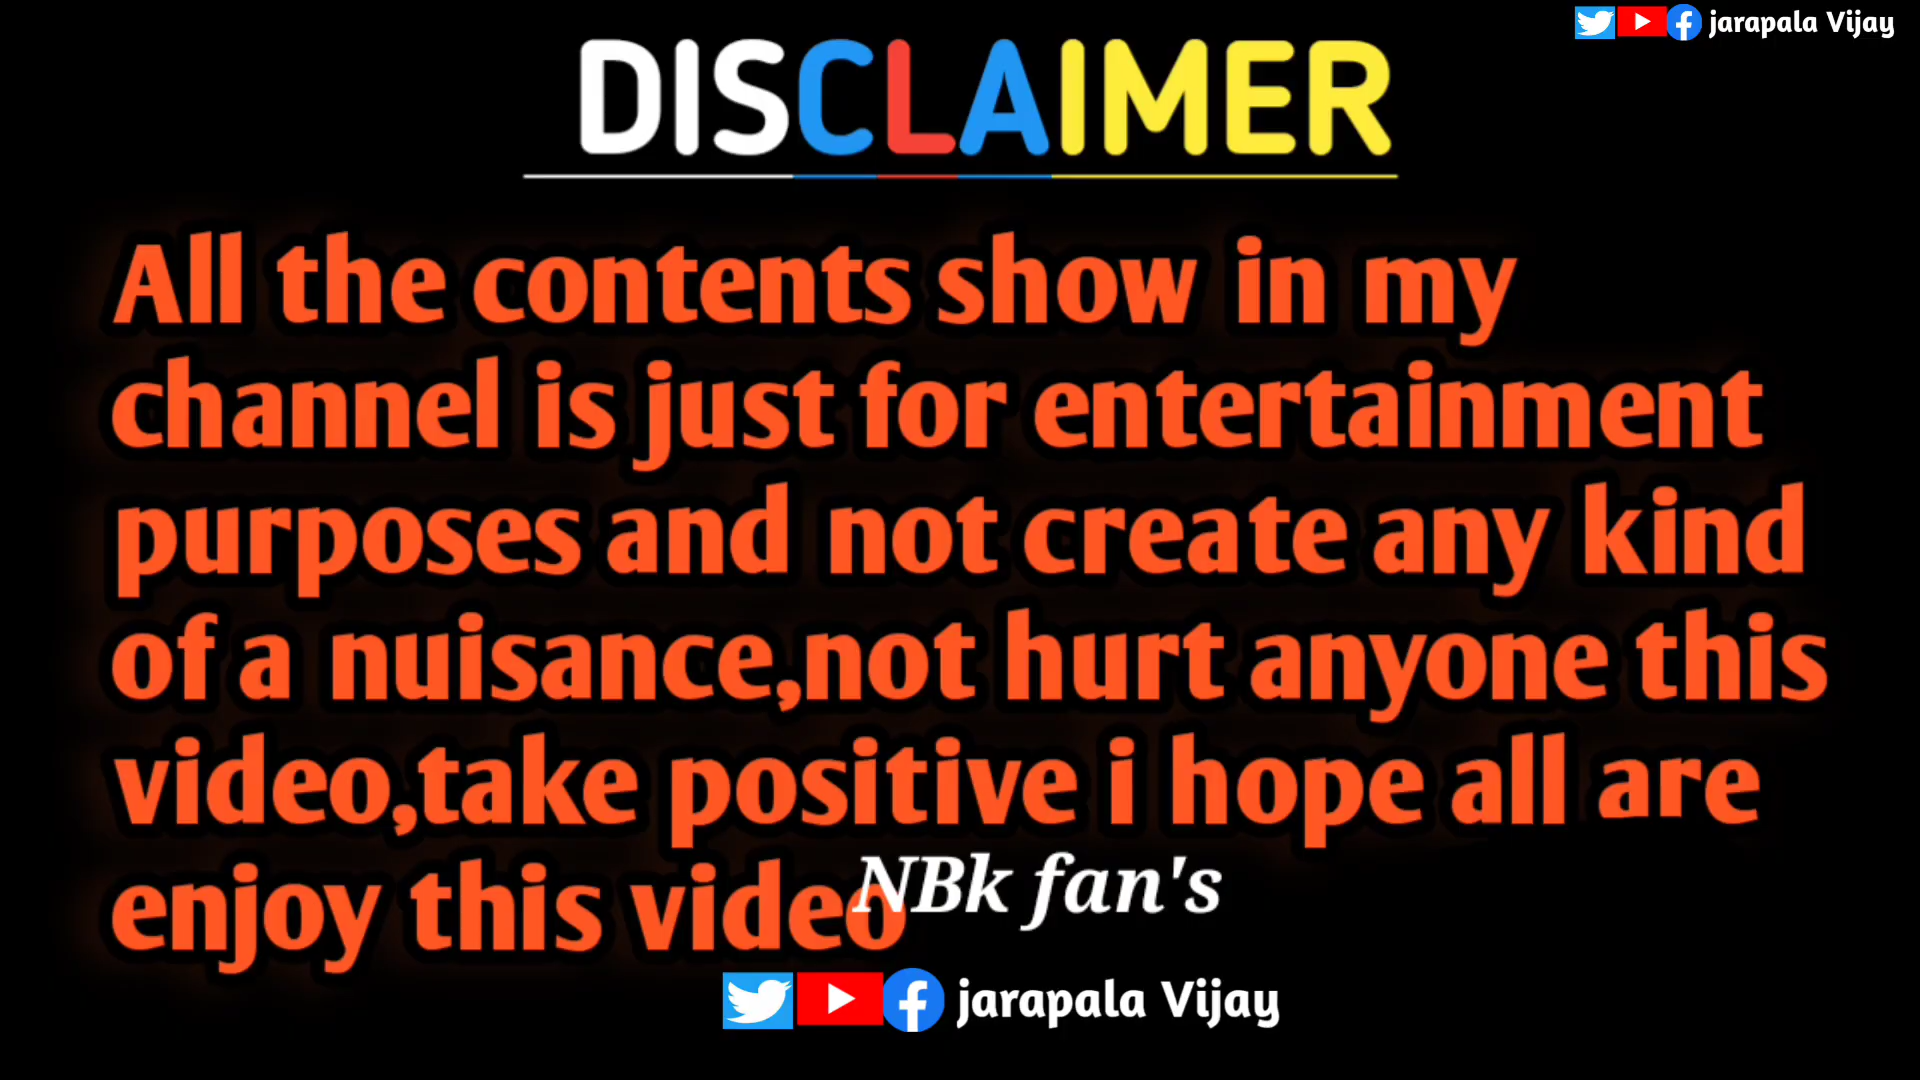 jarapala Vijay
DISCLAIMER
All the contents show in my
channel is just for entertainment
purposes and not create any kind
of a nuisance,not hurt anyone this
video,take positive i hope all are
enjoy this video
NBk fan's
jarapala Vijay